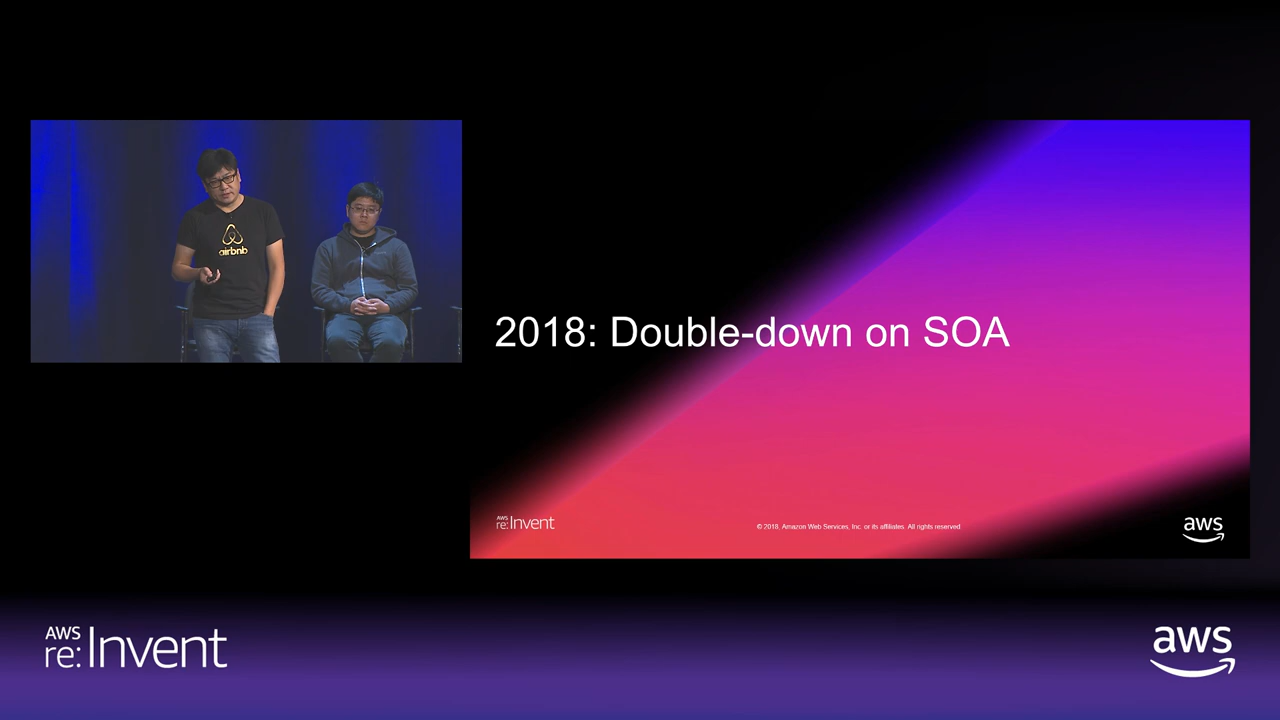 airbnb
2018: Double-down on SOA
AWS
re:Invent
© 2018, Amazon Web Services, Inc. or its affiliates. All rights reserved.
aws
AWS
re:Invent
aws